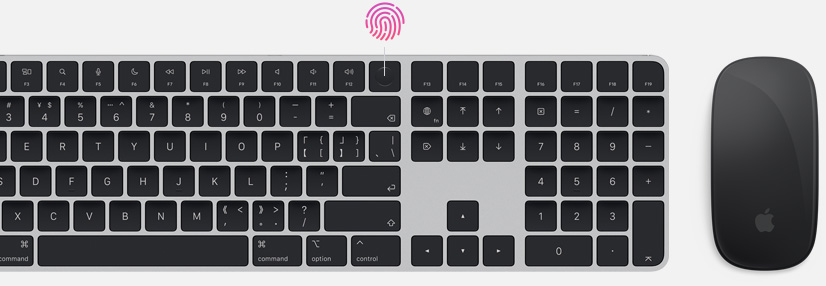 F3 F4 F5 F6 F7 F8 F9 F10 F11 F12 F13 F14 F15 F16 F17 F18 F19
# ¥ $ % … ^ & * ( ) — +
3 4 5 6 7 8 9 0 - = fn = / *
E R T Y U I O P 「 { 」 } |
【 [ 】 ] 、 \ 7 8 9 −
S D F G H J K L : ; " ' 4 5 6 +
X C V B N M 《 < 》 > ? 1 2 3
, . /
⌘ ⌘ ⌥ ^
command command option control 0 .